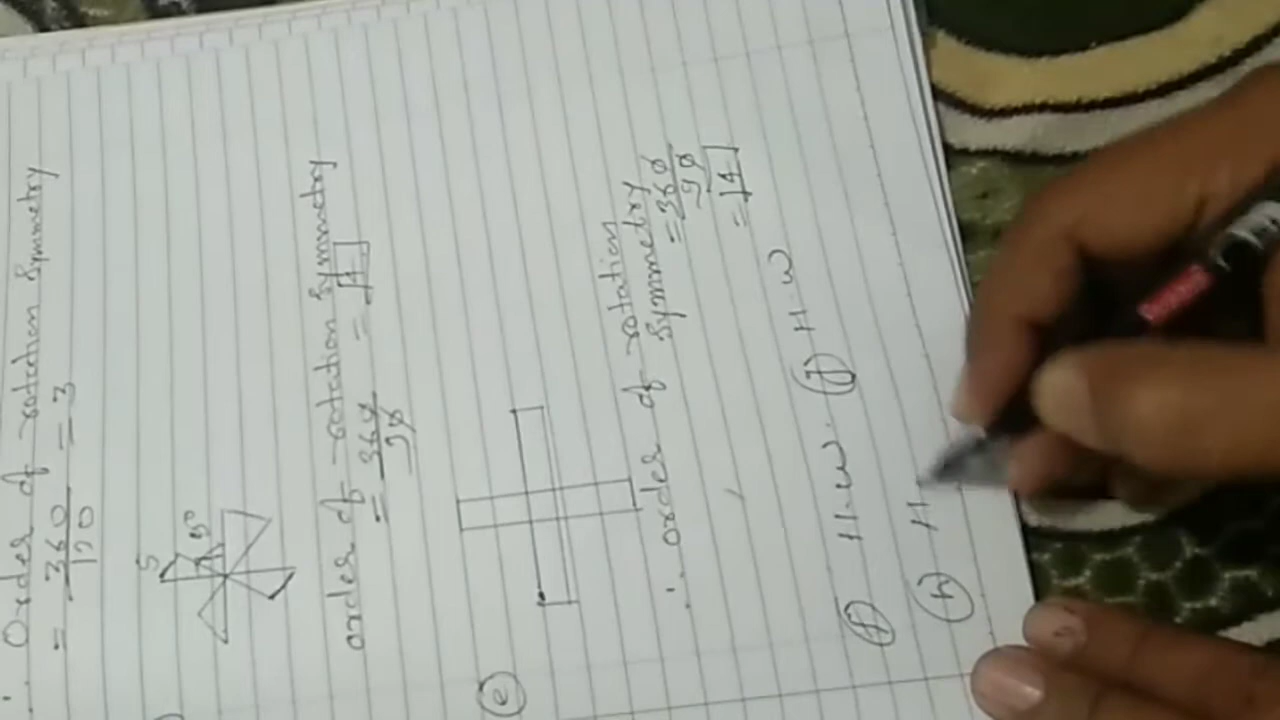 ∴ Order of rotation Symmetry
= 360/120 = 3
S
90°
order of rotation Symmetry
= 360/90 = 4
(e)
∴ order of rotation
Symmetry = 360/90
= 4
(f) H.W. (g) H.W
(h) H